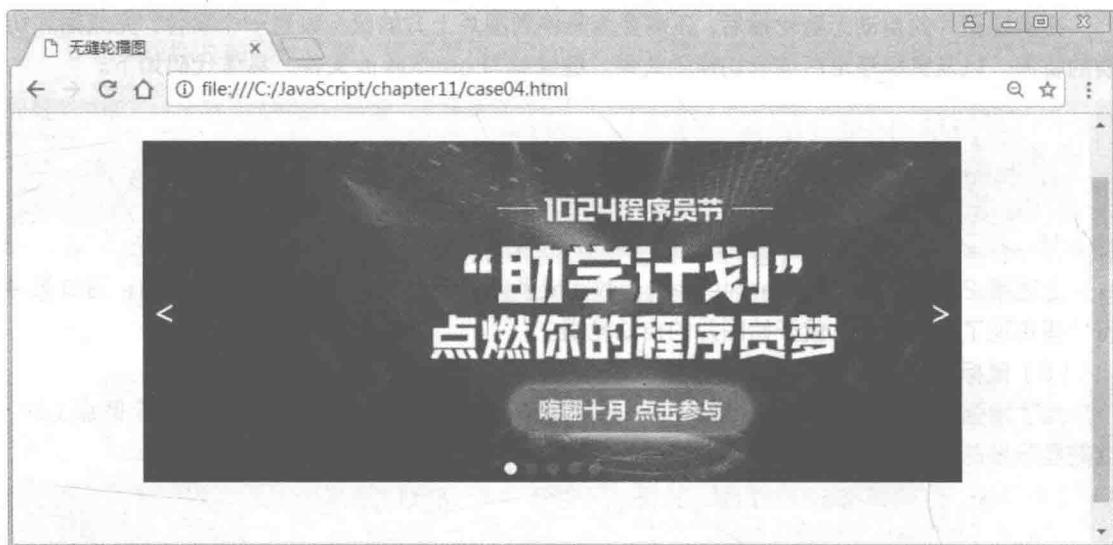 无缝轮播图
file:///C:/JavaScript/chapter11/case04.html
1024程序员节
“助学计划”
点燃你的程序员梦
<
>
嗨翻十月 点击参与